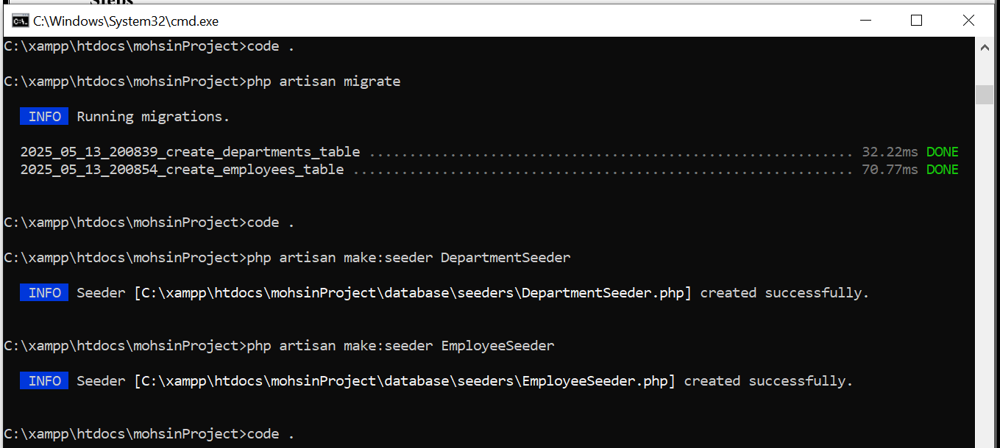 Steps
C:\Windows\System32\cmd.exe
C:\xampp\htdocs\mohsinProject>code .
C:\xampp\htdocs\mohsinProject>php artisan migrate
INFO Running migrations.
2025_05_13_200839_create_departments_table ............................................................ 32.22ms DONE
2025_05_13_200854_create_employees_table .............................................................. 70.77ms DONE
C:\xampp\htdocs\mohsinProject>code .
C:\xampp\htdocs\mohsinProject>php artisan make:seeder DepartmentSeeder
INFO Seeder [C:\xampp\htdocs\mohsinProject\database\seeders\DepartmentSeeder.php] created successfully.
C:\xampp\htdocs\mohsinProject>php artisan make:seeder EmployeeSeeder
INFO Seeder [C:\xampp\htdocs\mohsinProject\database\seeders\EmployeeSeeder.php] created successfully.
C:\xampp\htdocs\mohsinProject>code .